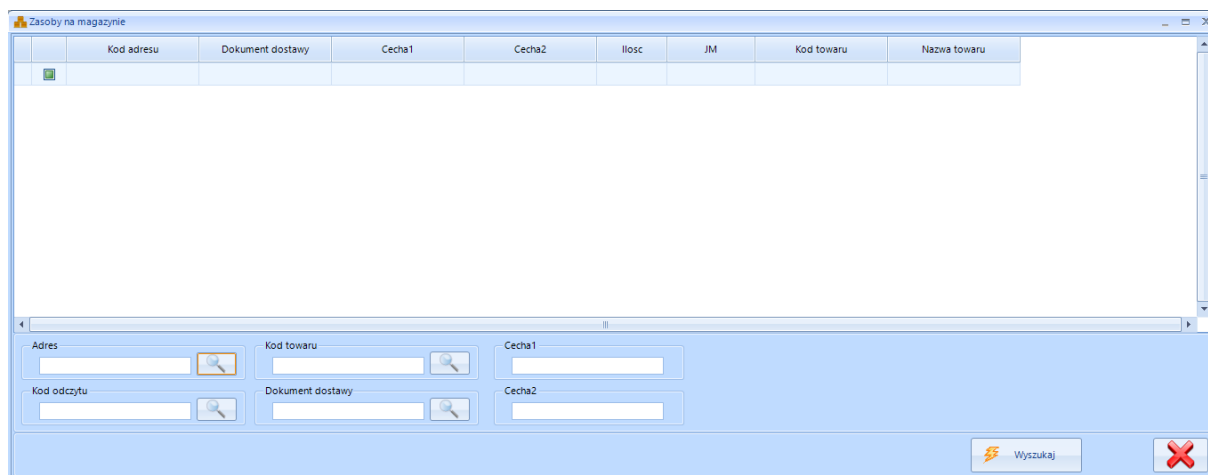 Zasoby na magazynie
Kod adresu Dokument dostawy Cecha1 Cecha2 Ilosc JM Kod towaru Nazwa towaru
Adres Kod towaru Cecha1
Kod odczytu Dokument dostawy Cecha2
Wyszukaj